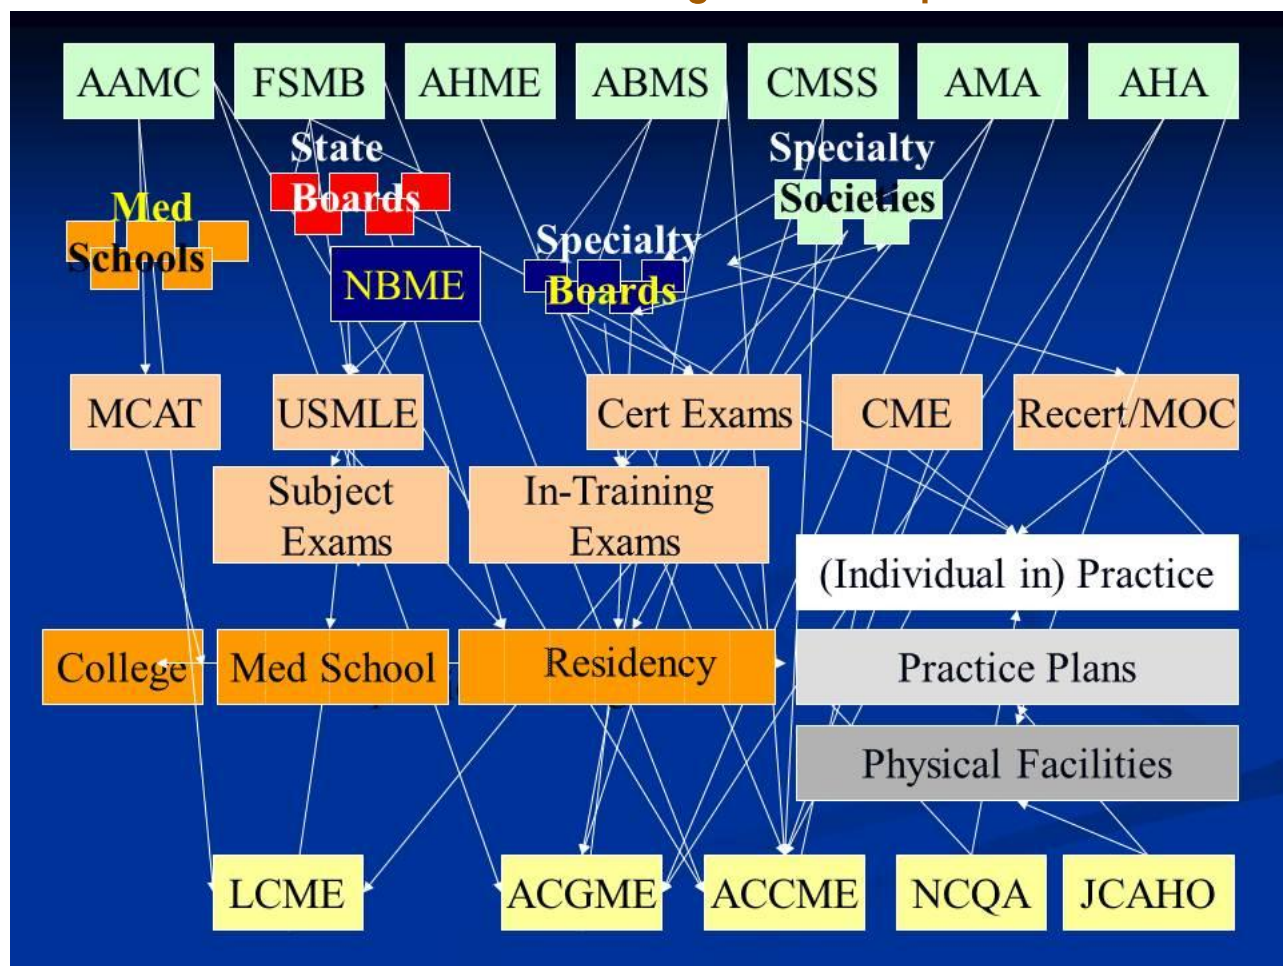 AAMC FSMB AHME ABMS CMSS AMA AHA
State
Boards
Specialty
Societies
Med
Schools
Specialty
Boards
NBME
MCAT USMLE Cert Exams CME Recert/MOC
Subject
Exams
In-Training
Exams
(Individual in) Practice
College Med School Residency Practice Plans
Physical Facilities
LCME ACGME ACCME NCQA JCAHO